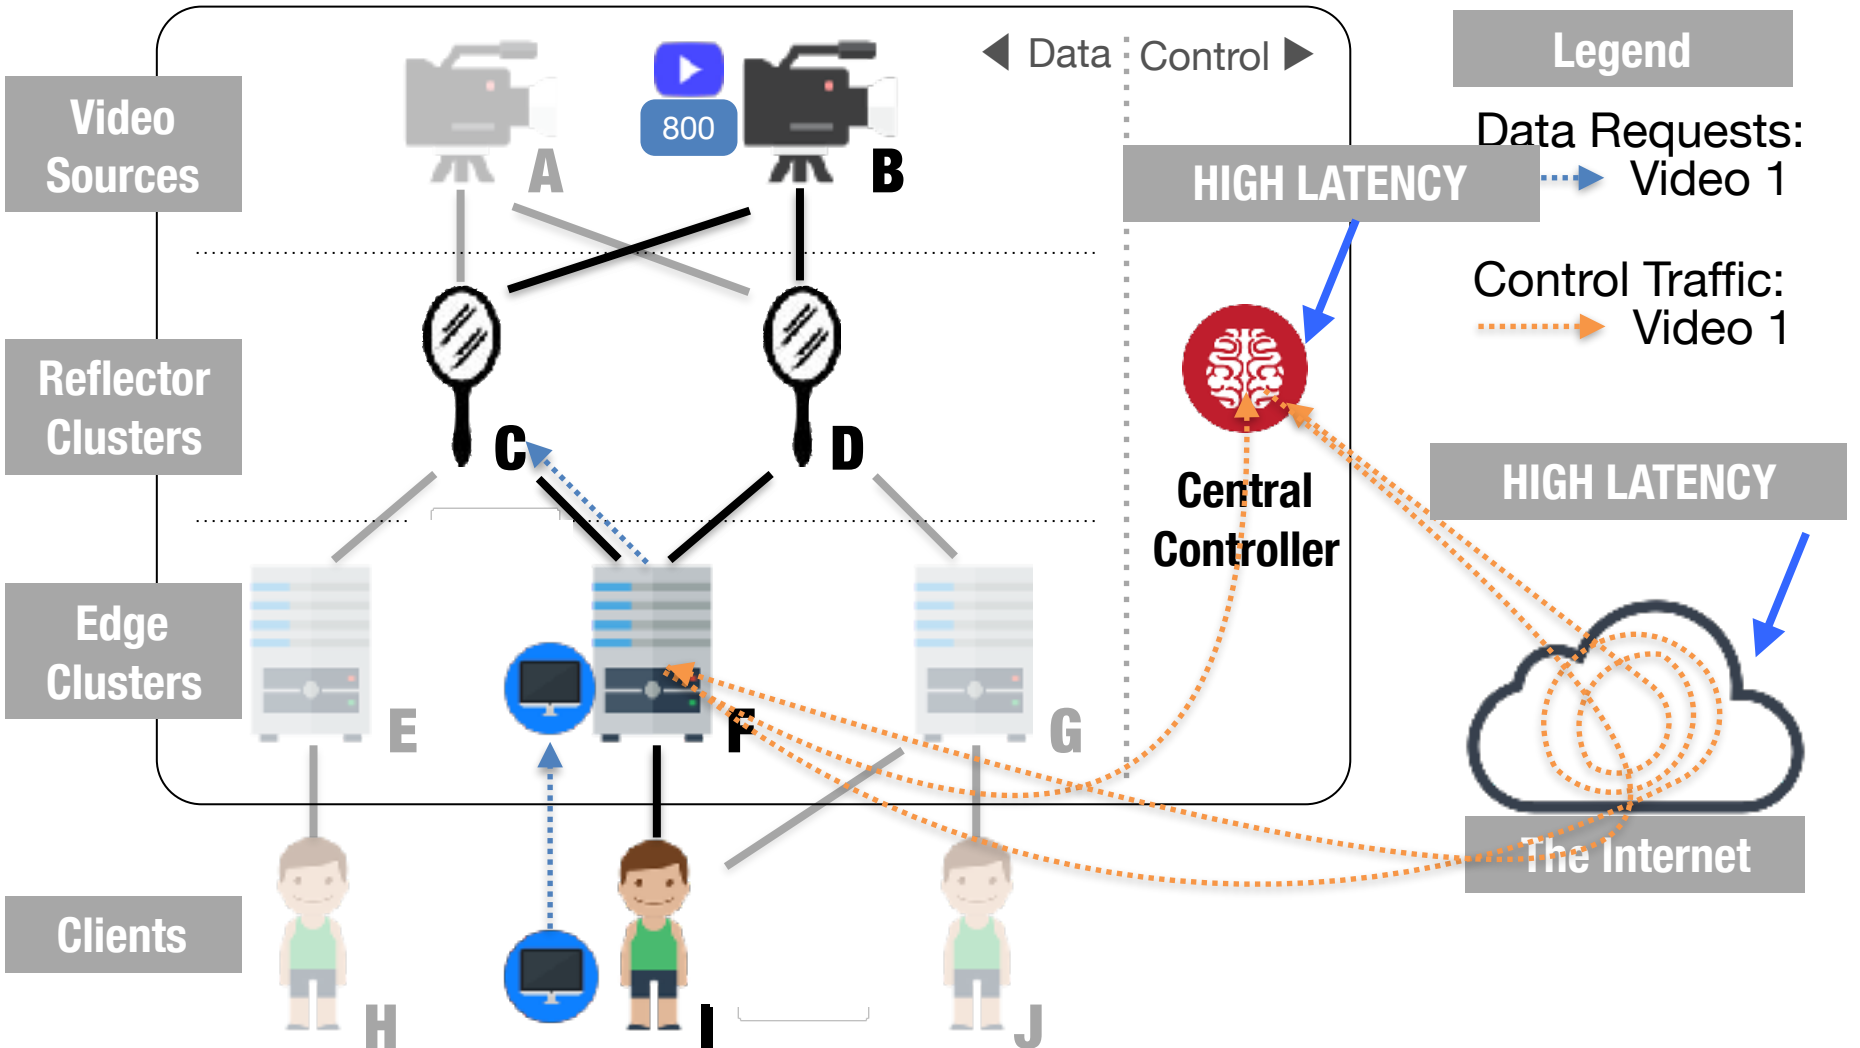 Data
Control
Legend
Video
Sources
800
A
B
Data Requests:
HIGH LATENCY
Video 1
Control Traffic:
Video 1
Reflector
Clusters
C
D
Central
Controller
HIGH LATENCY
Edge
Clusters
E
F
G
The Internet
Clients
H
I
J